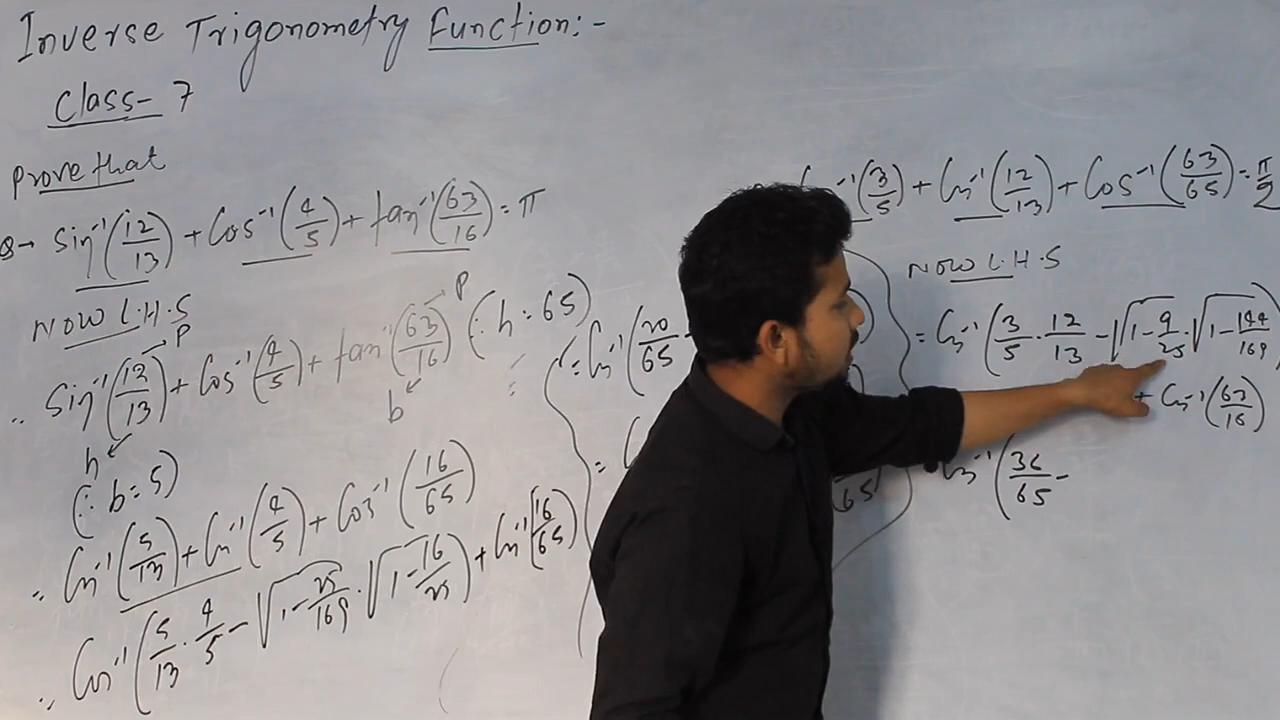 Inverse Trigonometry Function:-
Class- 7
Prove that
Q→ Sin⁻¹(12/13) + Cos⁻¹(4/5) + tan⁻¹(63/16) = π
NOW L.H.S
∴ Sin⁻¹(12/13) + Cos⁻¹(4/5) + tan⁻¹(63/16) (∵ h = 65)
p
h
p
b
(∵ b = 5)
= Cos⁻¹(5/13) + Cos⁻¹(4/5) + Cos⁻¹(16/65)
= Cos⁻¹(5/13 · 4/5 - √1-25/169 · √1-16/25) + Cos⁻¹(16/65)
= Cos⁻¹(20/65 -
=
65)
⁻¹(3/5) + Cos⁻¹(12/13) + Cos⁻¹(63/65) = π/2
NOW L.H.S
= Cos⁻¹(3/5 · 12/13 - √1-9/25 · √1-144/169)
+ Cos⁻¹(63/16)
Cos⁻¹(36/65 -